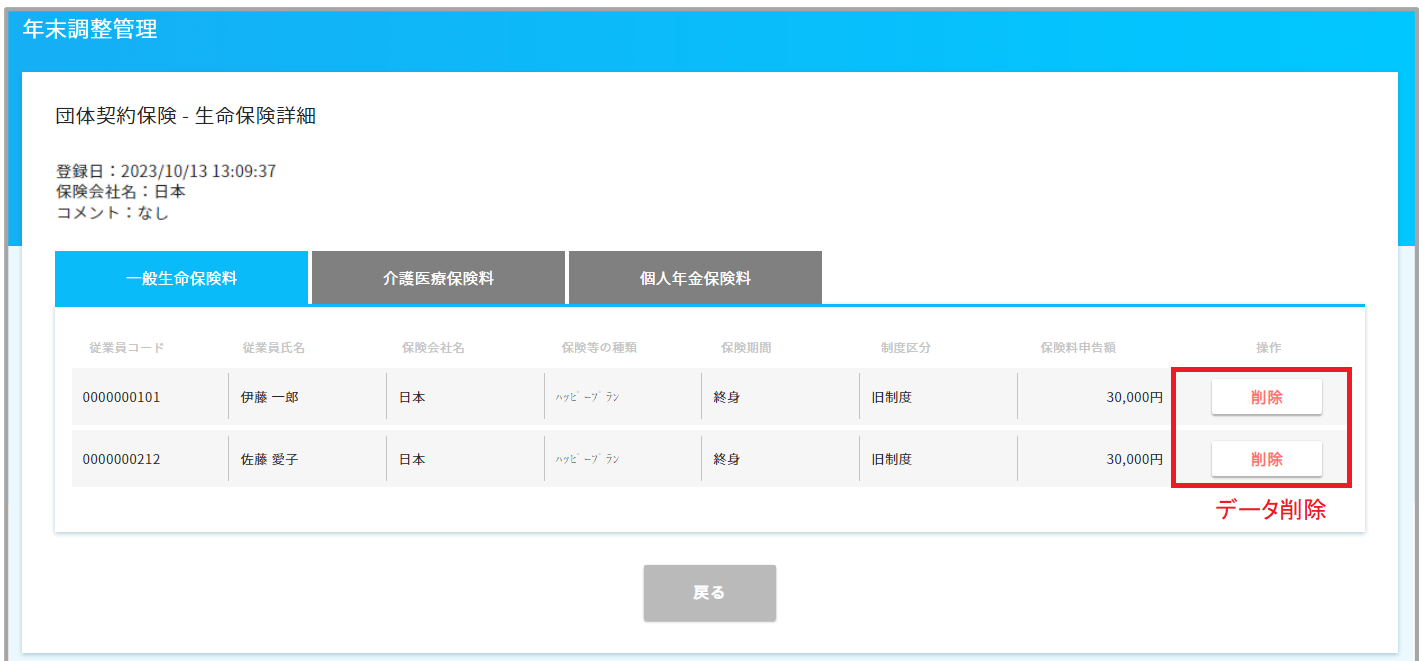 年末調整管理
団体契約保険 - 生命保険詳細
登録日：2023/10/13 13:09:37
保険会社名：日本
コメント：なし
一般生命保険料 介護医療保険料 個人年金保険料
従業員コード 従業員氏名 保険会社名 保険等の種類 保険期間 制度区分 保険料申告額 操作
0000000101 伊藤 一郎 日本 ﾊｯﾋﾟｰﾌﾟﾗﾝ 終身 旧制度 30,000円 削除
0000000212 佐藤 愛子 日本 ﾊｯﾋﾟｰﾌﾟﾗﾝ 終身 旧制度 30,000円 削除
データ削除
戻る